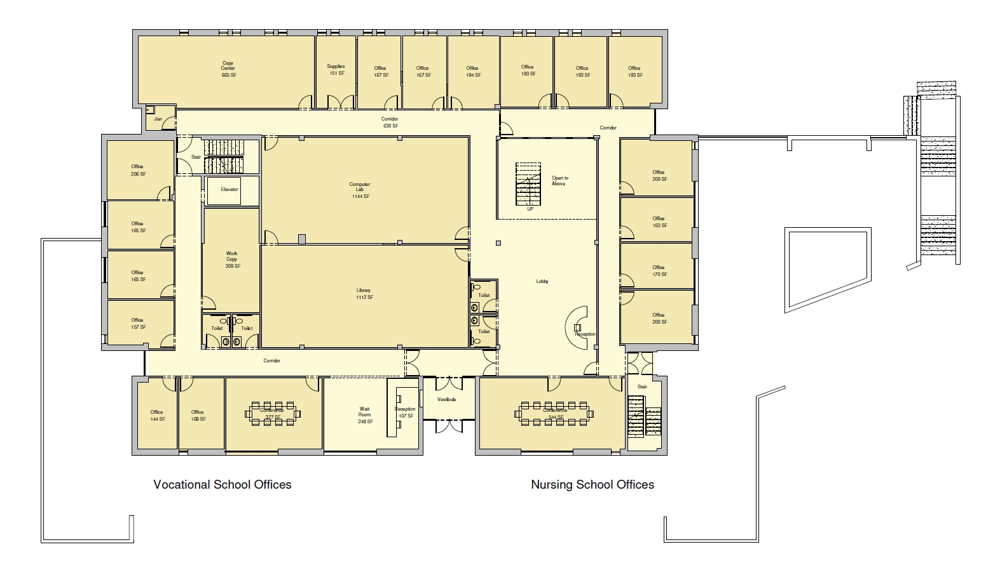 Copy
Center
665 SF
Supplies
151 SF
Office
167 SF
Office
167 SF
Office
194 SF
Office
193 SF
Office
193 SF
Office
193 SF
Jan
Corridor
630 SF
Corridor
Stair
Office
206 SF
Elevator
Computer
Lab
1144 SF
Open to
Above
UP
Office
209 SF
Office
165 SF
Office
163 SF
Work
Copy
309 SF
Office
165 SF
Lobby
Office
170 SF
Library
1112 SF
Toilet
Office
157 SF
Toilet
Toilet
Toilet
Reception
Office
200 SF
Corridor
Stair
Vestibule
Office
144 SF
Office
168 SF
Conference
377 SF
Wait
Room
248 SF
Reception
107 SF
Conference
544 SF
Vocational School Offices
Nursing School Offices